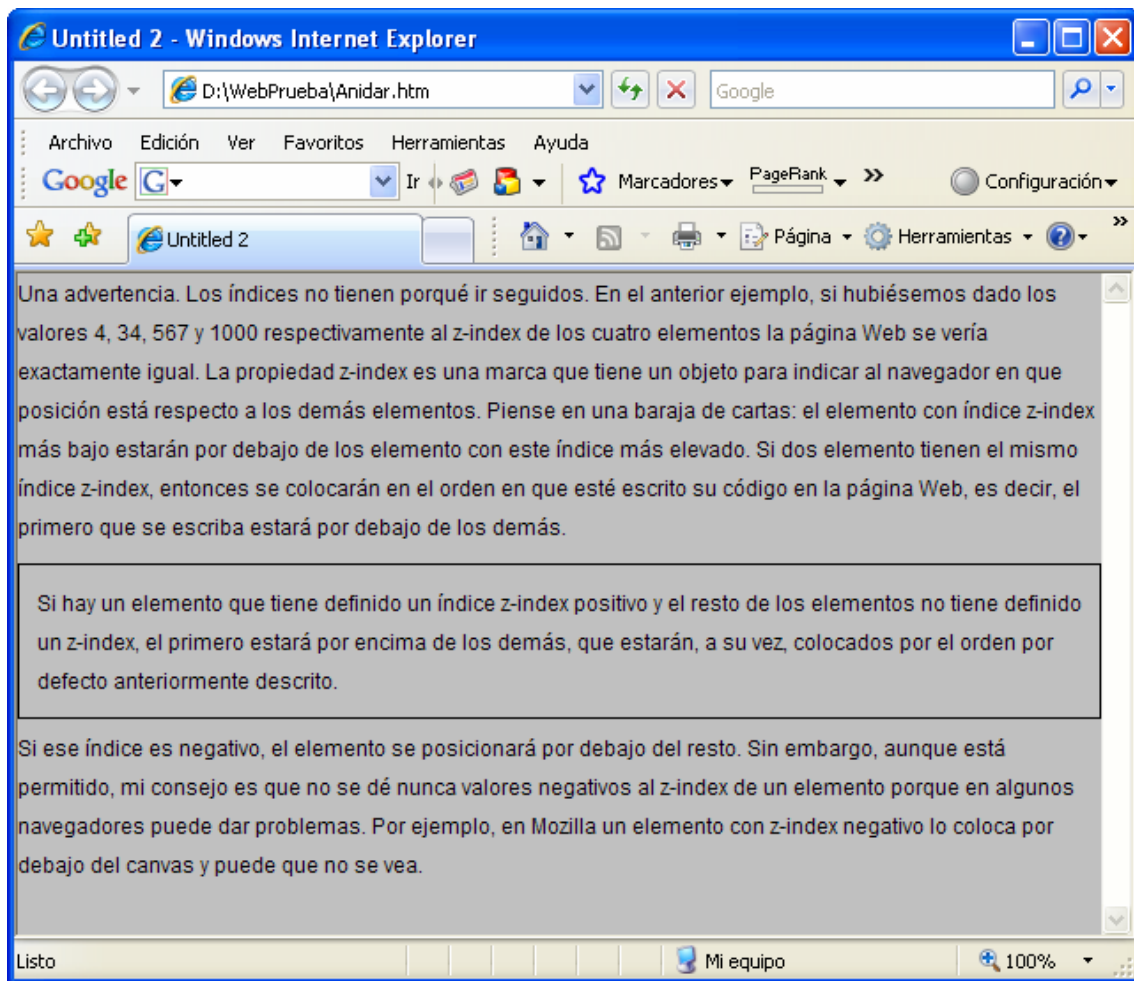 Untitled 2 - Windows Internet Explorer
D:\WebPrueba\Anidar.htm
Google
Archivo Edición Ver Favoritos Herramientas Ayuda
Google G Ir Marcadores PageRank Configuración
Untitled 2 Página Herramientas
Una advertencia. Los índices no tienen porqué ir seguidos. En el anterior ejemplo, si hubiésemos dado los
valores 4, 34, 567 y 1000 respectivamente al z-index de los cuatro elementos la página Web se vería
exactamente igual. La propiedad z-index es una marca que tiene un objeto para indicar al navegador en que
posición está respecto a los demás elementos. Piense en una baraja de cartas: el elemento con índice z-index
más bajo estarán por debajo de los elemento con este índice más elevado. Si dos elemento tienen el mismo
índice z-index, entonces se colocarán en el orden en que esté escrito su código en la página Web, es decir, el
primero que se escriba estará por debajo de los demás.
Si hay un elemento que tiene definido un índice z-index positivo y el resto de los elementos no tiene definido
un z-index, el primero estará por encima de los demás, que estarán, a su vez, colocados por el orden por
defecto anteriormente descrito.
Si ese índice es negativo, el elemento se posicionará por debajo del resto. Sin embargo, aunque está
permitido, mi consejo es que no se dé nunca valores negativos al z-index de un elemento porque en algunos
navegadores puede dar problemas. Por ejemplo, en Mozilla un elemento con z-index negativo lo coloca por
debajo del canvas y puede que no se vea.
Listo Mi equipo 100%